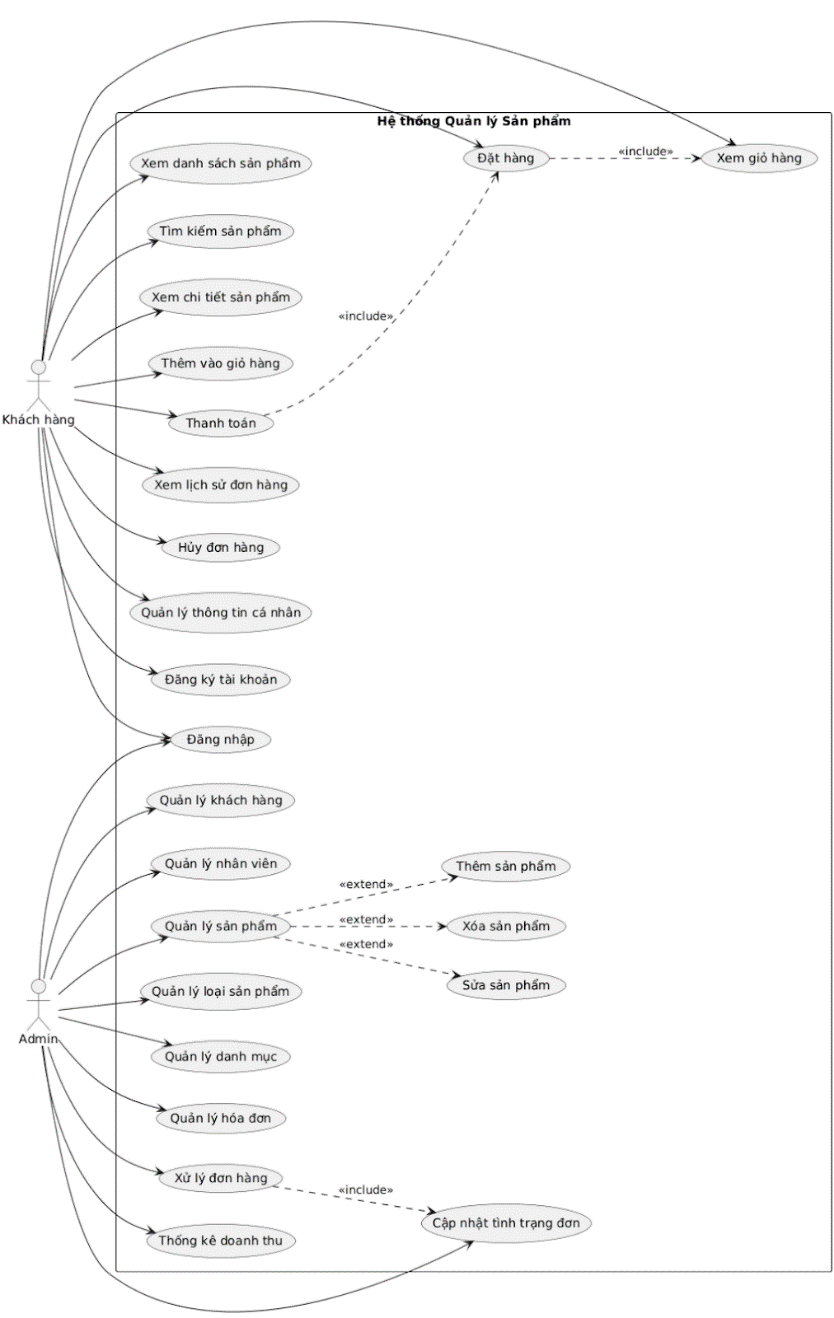 Hệ thống Quản lý Sản phẩm
Xem danh sách sản phẩm
Đặt hàng
«include»
Xem giỏ hàng
Tìm kiếm sản phẩm
Xem chi tiết sản phẩm
«include»
Thêm vào giỏ hàng
Khách hàng
Thanh toán
Xem lịch sử đơn hàng
Hủy đơn hàng
Quản lý thông tin cá nhân
Đăng ký tài khoản
Đăng nhập
Quản lý khách hàng
Quản lý nhân viên
«extend»
Thêm sản phẩm
Quản lý sản phẩm
«extend»
Xóa sản phẩm
«extend»
Sửa sản phẩm
Quản lý loại sản phẩm
Admin
Quản lý danh mục
Quản lý hóa đơn
Xử lý đơn hàng
«include»
Cập nhật tình trạng đơn
Thống kê doanh thu